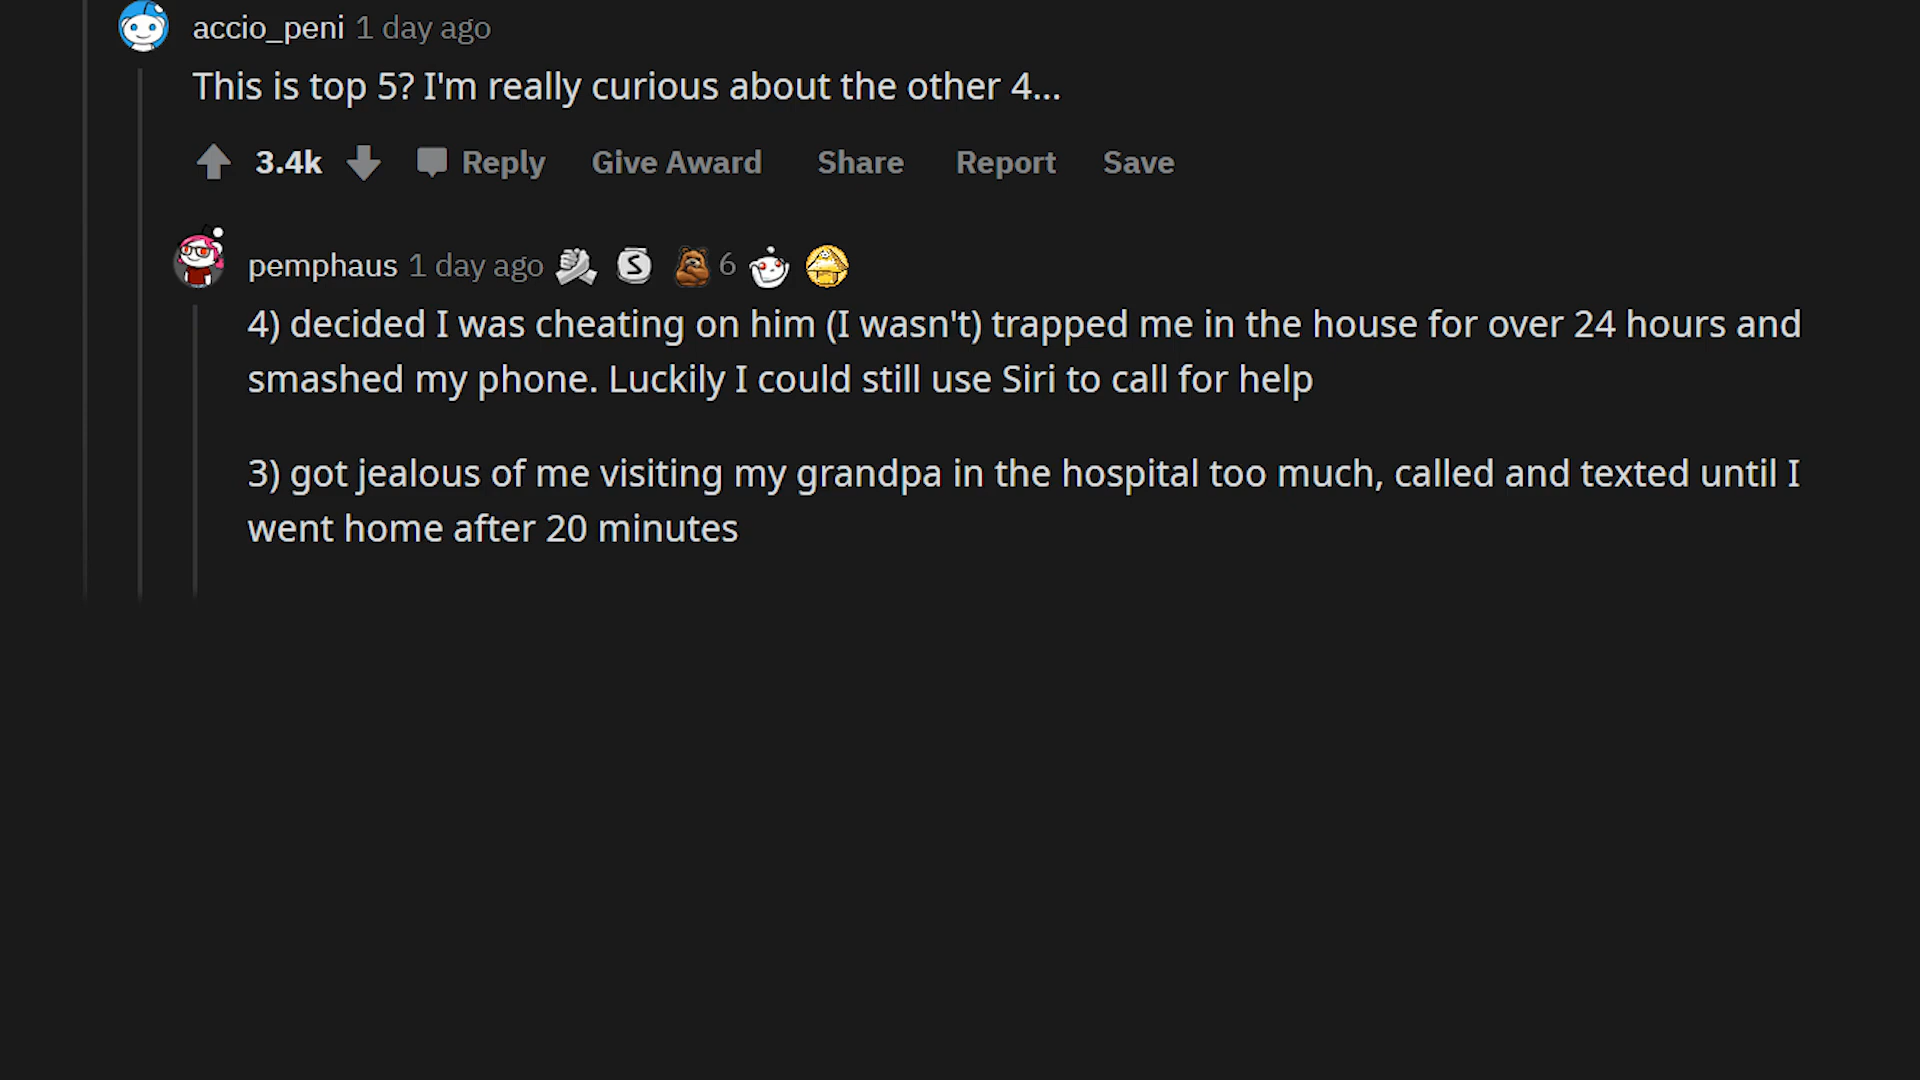 accio_peni 1 day ago
This is top 5? I'm really curious about the other 4...
3.4k Reply Give Award Share Report Save
pemphaus 1 day ago S 6
4) decided I was cheating on him (I wasn't) trapped me in the house for over 24 hours and
smashed my phone. Luckily I could still use Siri to call for help
3) got jealous of me visiting my grandpa in the hospital too much, called and texted until I
went home after 20 minutes